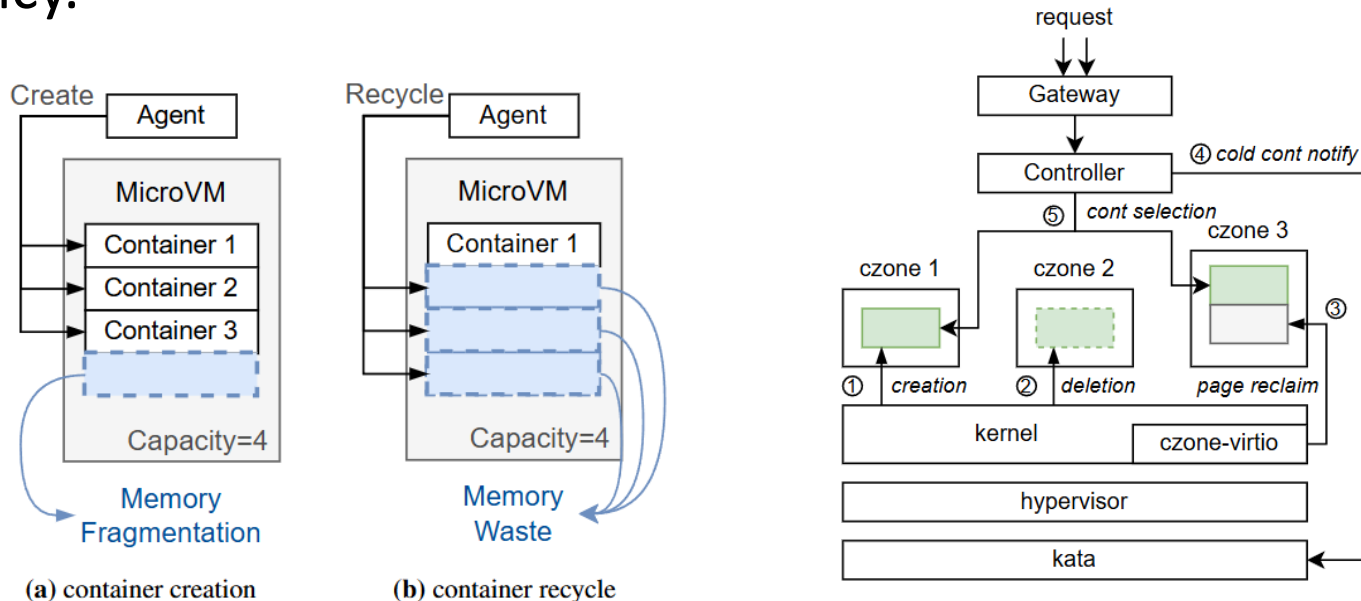 Create
Agent
MicroVM
Container 1
Container 2
Container 3
Capacity=4
Memory
Fragmentation
(a) container creation
Recycle
Agent
MicroVM
Container 1
Capacity=4
Memory
Waste
(b) container recycle
request
Gateway
Controller
④ cold cont notify
⑤ cont selection
czone 1
czone 2
czone 3
③
① creation
② deletion
page reclaim
kernel
czone-virtio
hypervisor
kata